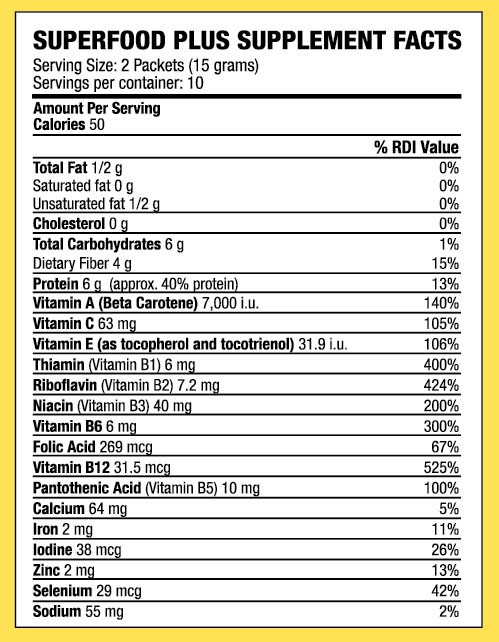 SUPERFOOD PLUS SUPPLEMENT FACTS
Serving Size: 2 Packets (15 grams)
Servings per container: 10
Amount Per Serving
Calories 50
% RDI Value
Total Fat 1/2 g 0%
Saturated fat 0 g 0%
Unsaturated fat 1/2 g 0%
Cholesterol 0 g 0%
Total Carbohydrates 6 g 1%
Dietary Fiber 4 g 15%
Protein 6 g (approx. 40% protein) 13%
Vitamin A (Beta Carotene) 7,000 i.u. 140%
Vitamin C 63 mg 105%
Vitamin E (as tocopherol and tocotrienol) 31.9 i.u. 106%
Thiamin (Vitamin B1) 6 mg 400%
Riboflavin (Vitamin B2) 7.2 mg 424%
Niacin (Vitamin B3) 40 mg 200%
Vitamin B6 6 mg 300%
Folic Acid 269 mcg 67%
Vitamin B12 31.5 mcg 525%
Pantothenic Acid (Vitamin B5) 10 mg 100%
Calcium 64 mg 5%
Iron 2 mg 11%
Iodine 38 mcg 26%
Zinc 2 mg 13%
Selenium 29 mcg 42%
Sodium 55 mg 2%